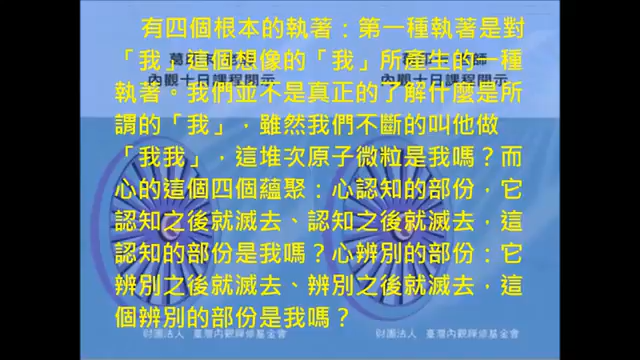 有四個根本的執著：第一種執著是對
「我」這個想像的「我」所產生的一種
執著。我們並不是真正的了解什麼是所
謂的「我」，雖然我們不斷的叫他做
「我我」，這堆次原子微粒是我嗎？而
心的這個四個蘊聚：心認知的部份，它
認知之後就滅去、認知之後就滅去，這
認知的部份是我嗎？心辨別的部份：它
辨別之後就滅去、辨別之後就滅去，這
個辨別的部份是我嗎？
內觀十日課程開示
內觀十日課程開示
財團法人 臺灣內觀禪修基金會
財團法人 臺灣內觀禪修基金會